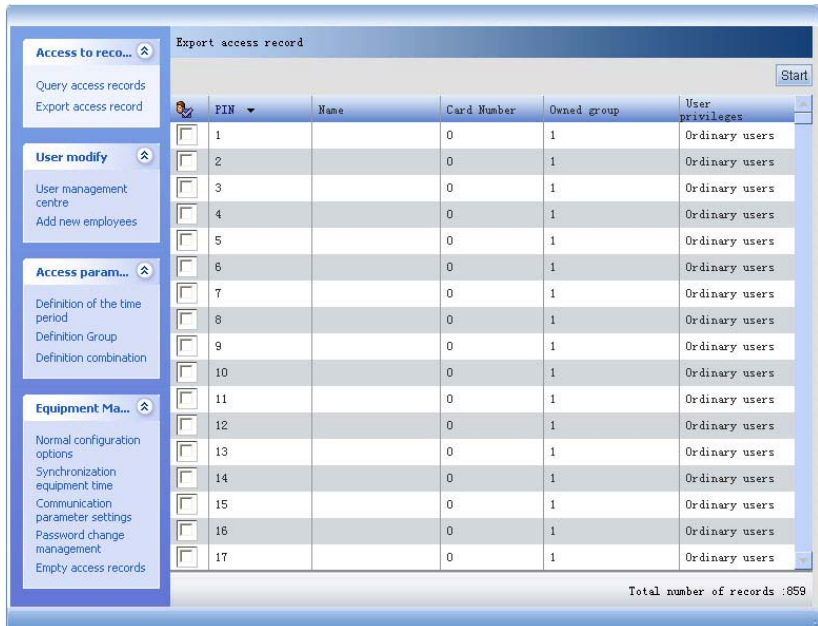 Access to reco...
Query access records
Export access record
User modify
User management
centre
Add new employees
Access param...
Definition of the time
period
Definition Group
Definition combination
Equipment Ma...
Normal configuration
options
Synchronization
equipment time
Communication
parameter settings
Password change
management
Empty access records
Export access record
Start
PIN Name Card Number Owned group User privileges
1 0 1 Ordinary users
2 0 1 Ordinary users
3 0 1 Ordinary users
4 0 1 Ordinary users
5 0 1 Ordinary users
6 0 1 Ordinary users
7 0 1 Ordinary users
8 0 1 Ordinary users
9 0 1 Ordinary users
10 0 1 Ordinary users
11 0 1 Ordinary users
12 0 1 Ordinary users
13 0 1 Ordinary users
14 0 1 Ordinary users
15 0 1 Ordinary users
16 0 1 Ordinary users
17 0 1 Ordinary users
Total number of records :859